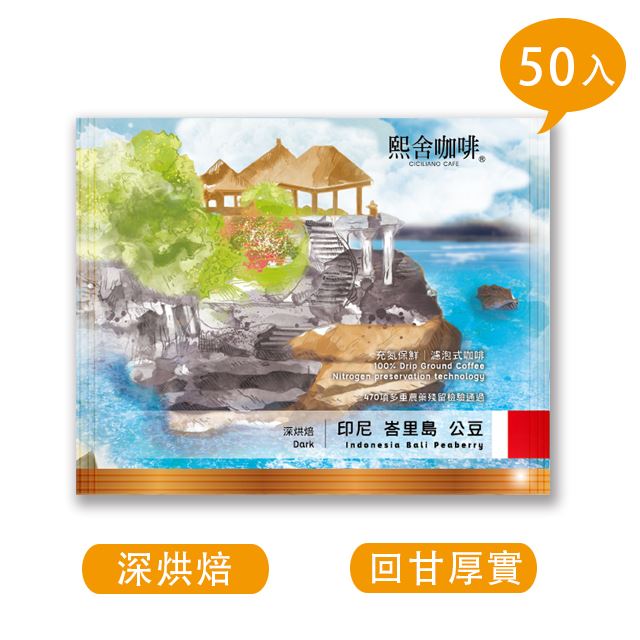 50入
熙舍咖啡®
CICILIANO CAFE
充氮保鮮｜濾泡式咖啡
100% Drip Ground Coffee
Nitrogen preservation technology
470項多重農藥殘留檢驗通過
深烘焙 印尼 峇里島 公豆
Dark Indonesia Bali Peaberry
深烘焙
回甘厚實